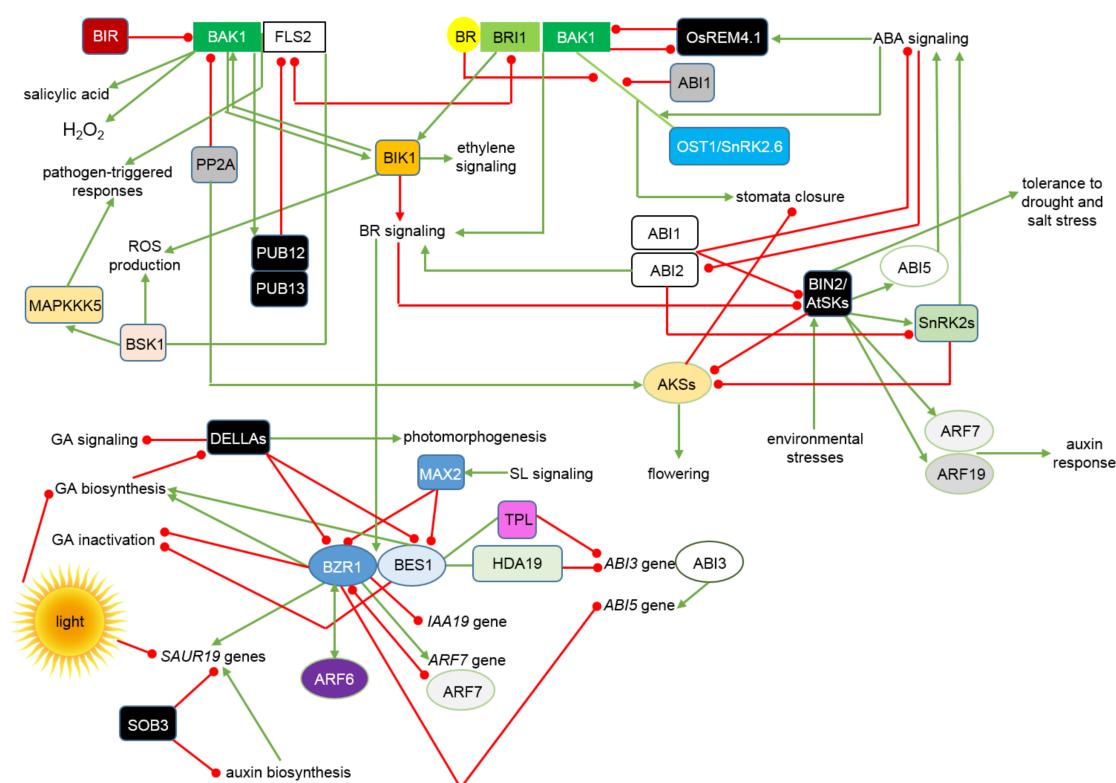 BIR
BAK1
FLS2
BR
BRI1
BAK1
OsREM4.1
ABA signaling
ABI1
salicylic acid
H2O2
OST1/SnRK2.6
PP2A
BIK1
ethylene
signaling
pathogen-triggered
responses
tolerance to
drought and
salt stress
stomata closure
BR signaling
ABI1
ABI2
ROS
production
PUB12
PUB13
ABI5
BIN2/
AtSKs
MAPKKK5
SnRK2s
BSK1
AKSs
GA signaling
DELLAs
photomorphogenesis
environmental
stresses
ARF7
ARF19
auxin
response
MAX2
SL signaling
flowering
GA biosynthesis
TPL
GA inactivation
BZR1
BES1
HDA19
ABI3 gene
ABI3
ABI5 gene
light
IAA19 gene
SAUR19 genes
ARF7 gene
ARF6
ARF7
SOB3
auxin biosynthesis